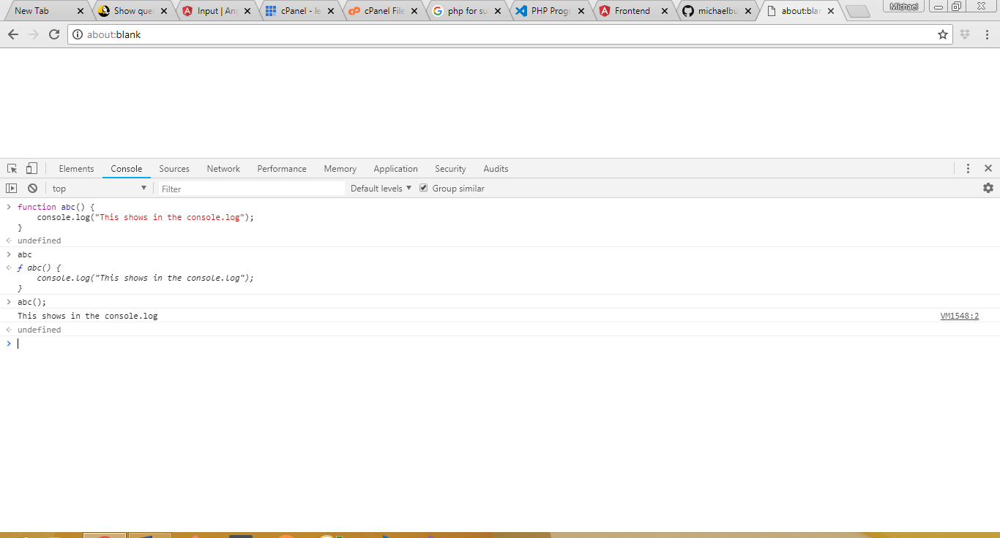 New Tab
Show ques
Input | Ang
cPanel - le
cPanel File
php for su
PHP Progr
Frontend
michaelbu
about:blan
Michael
about:blank
Elements
Console
Sources
Network
Performance
Memory
Application
Security
Audits
top
Filter
Default levels
Group similar
function abc() {
console.log("This shows in the console.log");
}
undefined
abc
ƒ abc() {
console.log("This shows in the console.log");
}
abc();
This shows in the console.log
VM1548:2
undefined